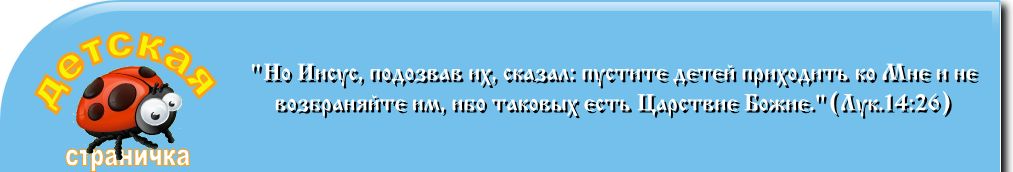 детская
страничка
"Но Иисус, подозвав их, сказал: пустите детей приходить ко Мне и не
возбраняйте им, ибо таковых есть Царствие Божие."(Лук.14:26)